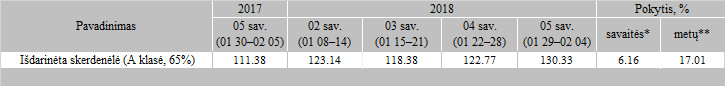 Pavadinimas
2017
2018
Pokytis, %
05 sav.
(01 30–02 05)
02 sav.
(01 08–14)
03 sav.
(01 15–21)
04 sav.
(01 22–28)
05 sav.
(01 29–02 04)
savaitės*
metų**
Išdarinėta skerdenėlė (A klasė, 65%) 111.38 123.14 118.38 122.77 130.33 6.16 17.01